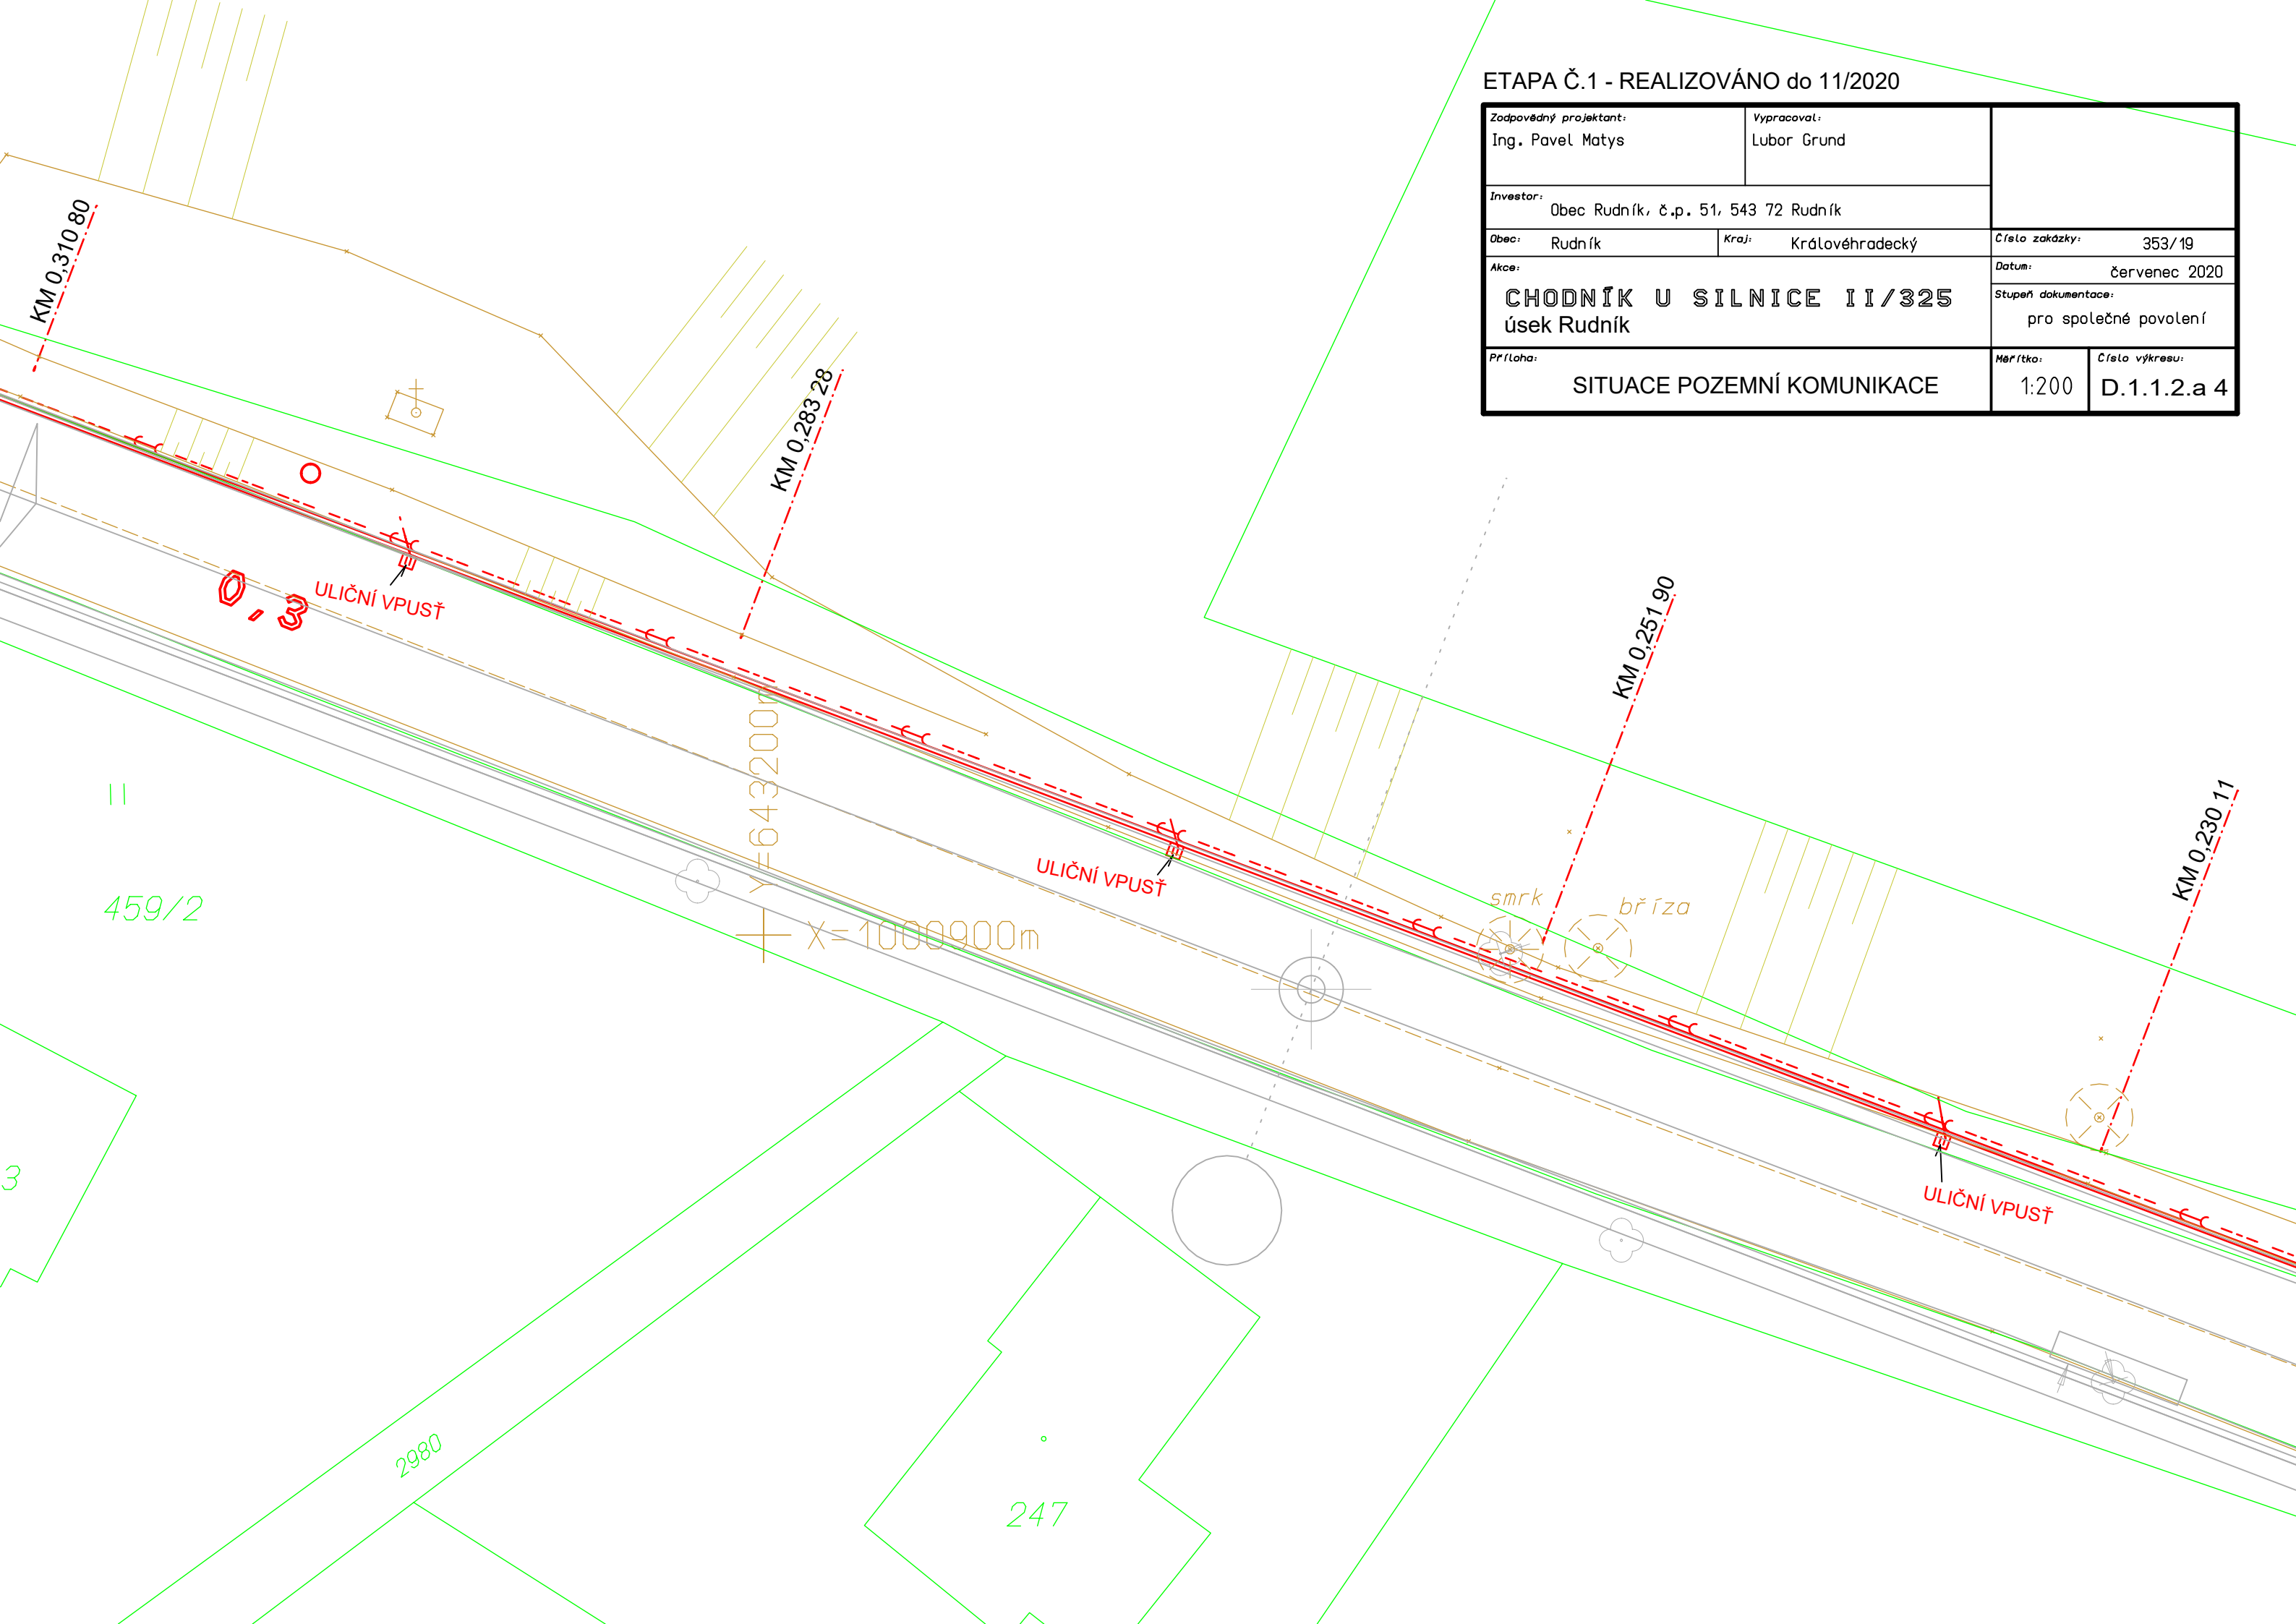 ETAPA Č.1 - REALIZOVÁNO do 11/2020
Zodpovědný projektant:
Ing. Pavel Matys
Vypracoval:
Lubor Grund
Investor:
Obec Rudník, č.p. 51, 543 72 Rudník
Obec: Rudník
Kraj: Královéhradecký
Číslo zakázky: 353/19
Akce:
CHODNÍK U SILNICE II/325
úsek Rudník
Datum: červenec 2020
Stupeň dokumentace:
pro společné povolení
Příloha:
SITUACE POZEMNÍ KOMUNIKACE
Měřítko:
1:200
Číslo výkresu:
D.1.1.2.a 4
KM 0,310 80
KM 0,283 28
KM 0,251 90
KM 0,230 11
0,3
ULIČNÍ VPUSŤ
ULIČNÍ VPUSŤ
ULIČNÍ VPUSŤ
Y=643200m
X=1000900m
smrk
bříza
459/2
3
2980
247